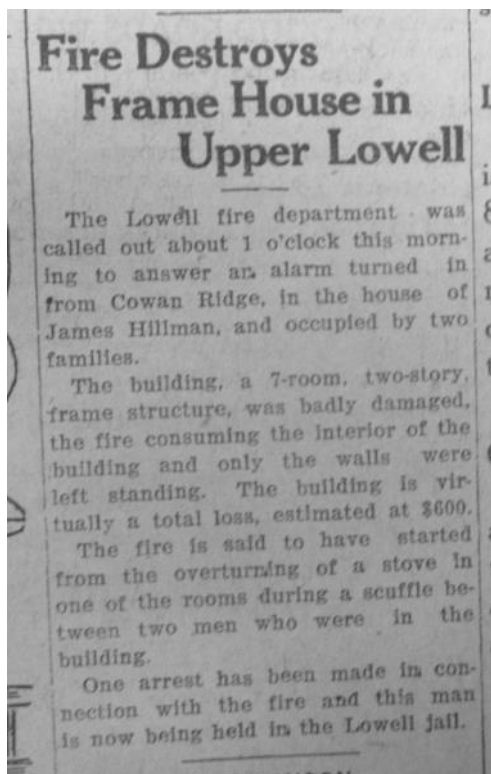 Fire Destroys
Frame House in
Upper Lowell
The Lowell fire department was
called out about 1 o'clock this morn-
ing to answer an alarm turned in
from Cowan Ridge, in the house of
James Hillman, and occupied by two
families.
The building, a 7-room, two-story,
frame structure, was badly damaged,
the fire consuming the interior of the
building and only the walls were
left standing. The building is vir-
tually a total loss, estimated at $600.
The fire is said to have started
from the overturning of a stove in
one of the rooms during a scuffle be-
tween two men who were in the
building.
One arrest has been made in con-
nection with the fire and this man
is now being held in the Lowell jail.